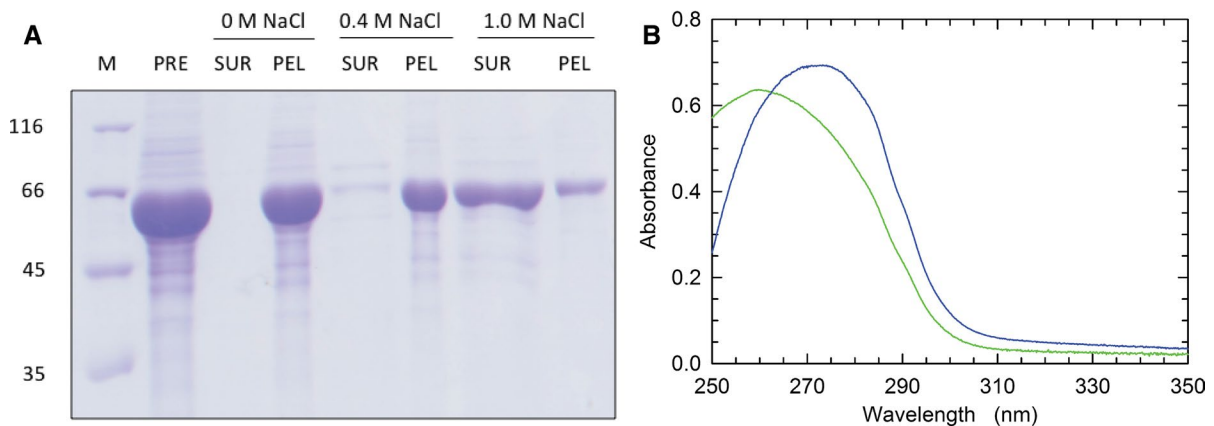 A
0 M NaCl 0.4 M NaCl 1.0 M NaCl
M PRE SUR PEL SUR PEL SUR PEL
116
66
45
35
B
0.8
0.6
0.4
0.2
0.0
Absorbance
250 270 290 310 330 350
Wavelength (nm)